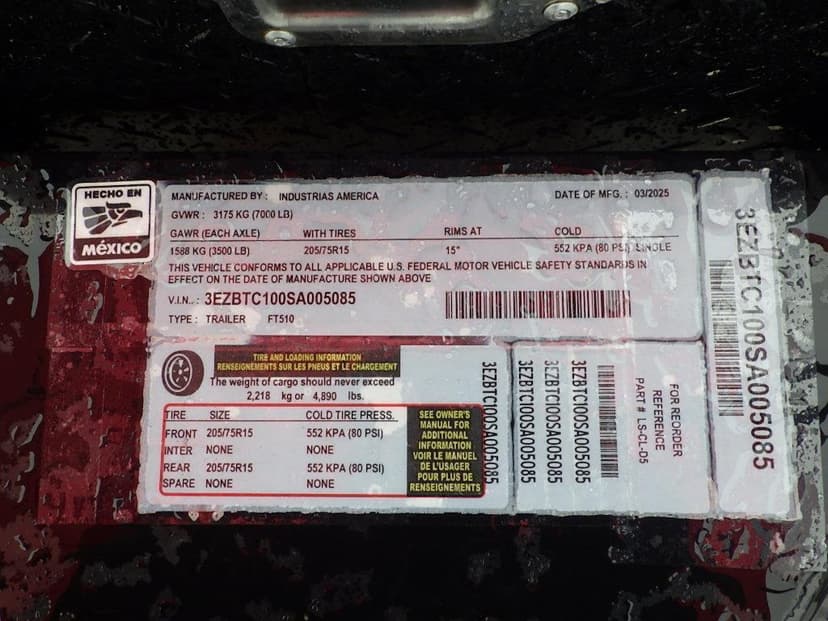 HECHO EN
MÉXICO
MANUFACTURED BY : INDUSTRIAS AMERICA DATE OF MFG. : 03/2025
GVWR : 3175 KG (7000 LB)
GAWR (EACH AXLE) WITH TIRES RIMS AT COLD
1588 KG (3500 LB) 205/75R15 15" 552 KPA (80 PSI) SINGLE
THIS VEHICLE CONFORMS TO ALL APPLICABLE U.S. FEDERAL MOTOR VEHICLE SAFETY STANDARDS IN
EFFECT ON THE DATE OF MANUFACTURE SHOWN ABOVE
V.I.N.. : 3EZBTC100SA005085
TYPE : TRAILER FT510
3EZBTC100SA005085
TIRE AND LOADING INFORMATION
RENSEIGNEMENTS SUR LES PNEUS ET LE CHARGEMENT
The weight of cargo should never exceed
2,218 kg or 4,890 lbs.
TIRE SIZE COLD TIRE PRESS.
FRONT 205/75R15 552 KPA (80 PSI)
INTER NONE NONE
REAR 205/75R15 552 KPA (80 PSI)
SPARE NONE NONE
SEE OWNER'S
MANUAL FOR
ADDITIONAL
INFORMATION
VOIR LE MANUEL
DE L'USAGER
POUR PLUS DE
RENSEIGNEMENTS
3EZBTC100SA005085
3EZBTC100SA005085
3EZBTC100SA005085
3EZBTC100SA005085
FOR REORDER
REFERENCE
PART # LS-CL-D5